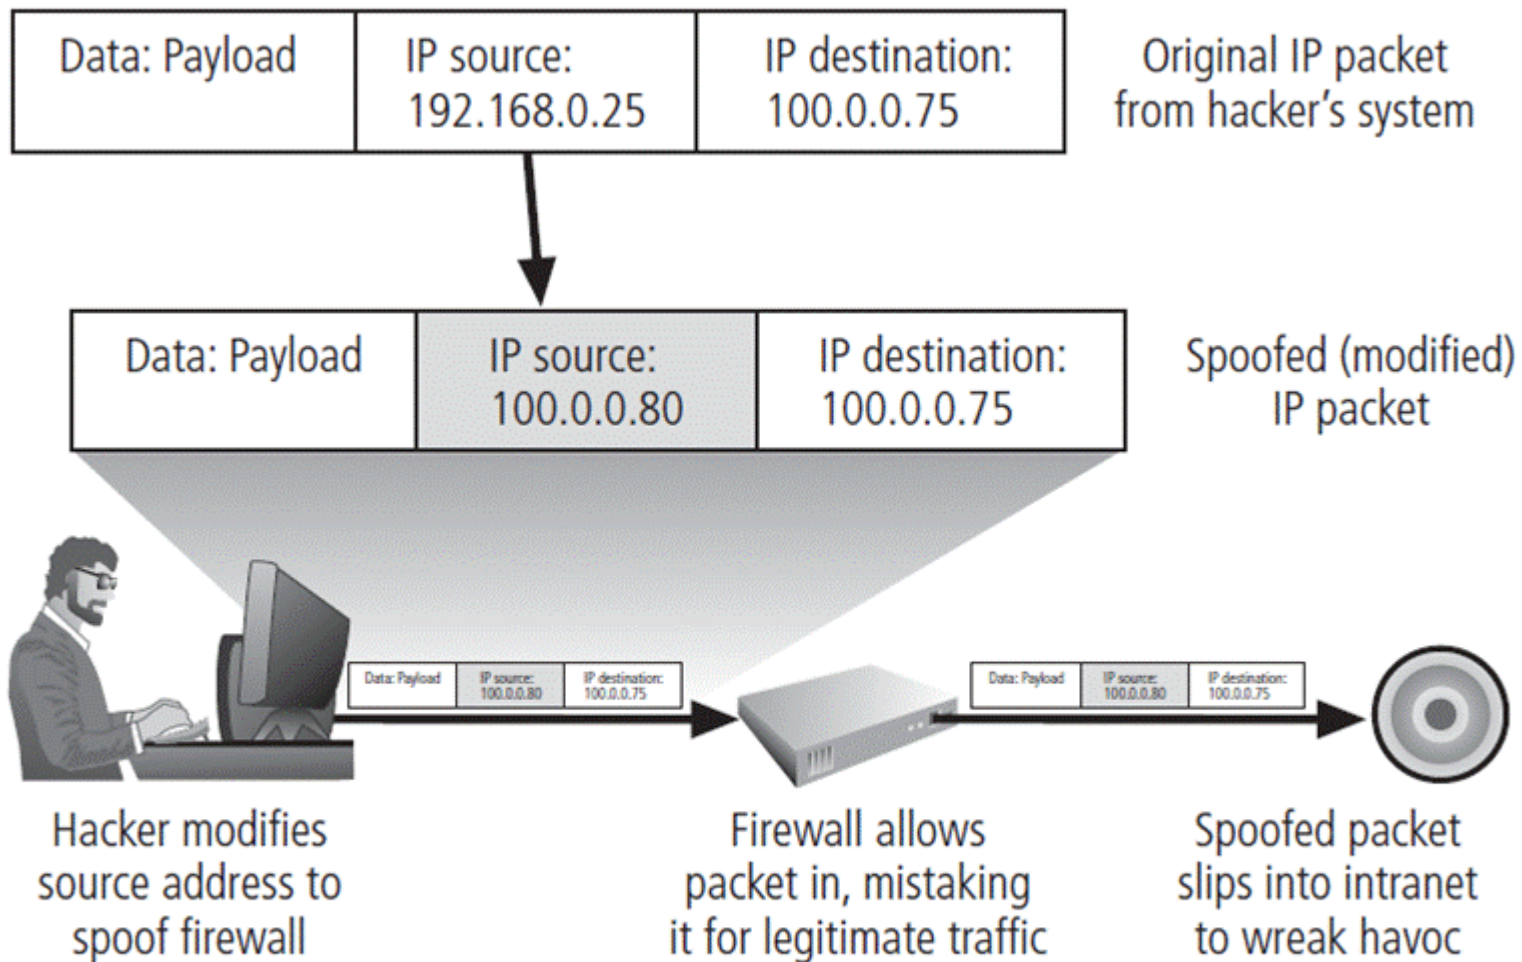 Data: Payload
IP source:
192.168.0.25
IP destination:
100.0.0.75
Original IP packet
from hacker’s system
Data: Payload
IP source:
100.0.0.80
IP destination:
100.0.0.75
Spoofed (modified)
IP packet
Data: Payload
IP source:
100.0.0.80
IP destination:
100.0.0.75
Data: Payload
IP source:
100.0.0.80
IP destination:
100.0.0.75
Hacker modifies
source address to
spoof firewall
Firewall allows
packet in, mistaking
it for legitimate traffic
Spoofed packet
slips into intranet
to wreak havoc